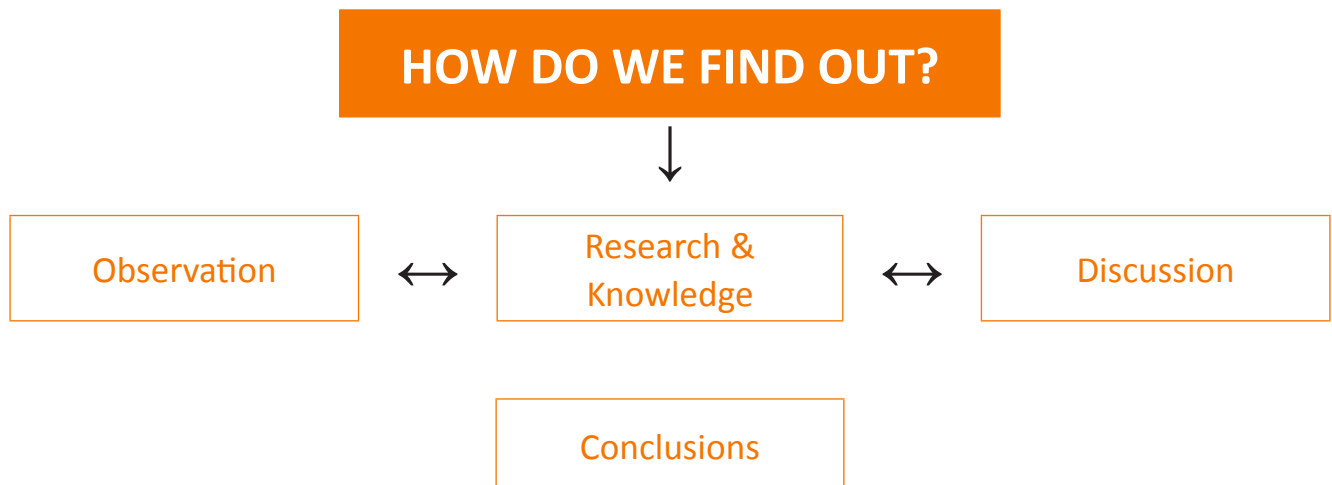 HOW DO WE FIND OUT?
Observation
Research &
Knowledge
Discussion
Conclusions